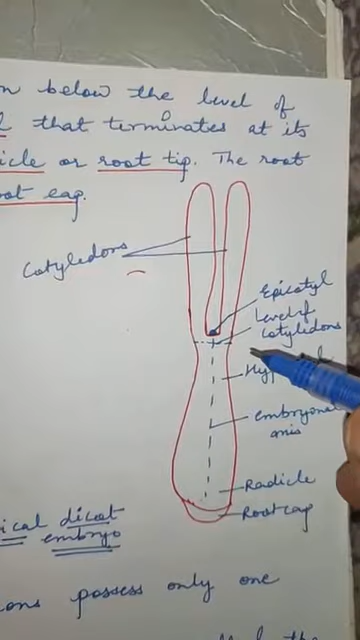 below the level of
that terminates at its
or root tip. The root
cap.
Cotyledons
Epicotyl
Level of
cotyledons
embryonal
axis
Radicle
Root cap
dicot
embryo
possess only one